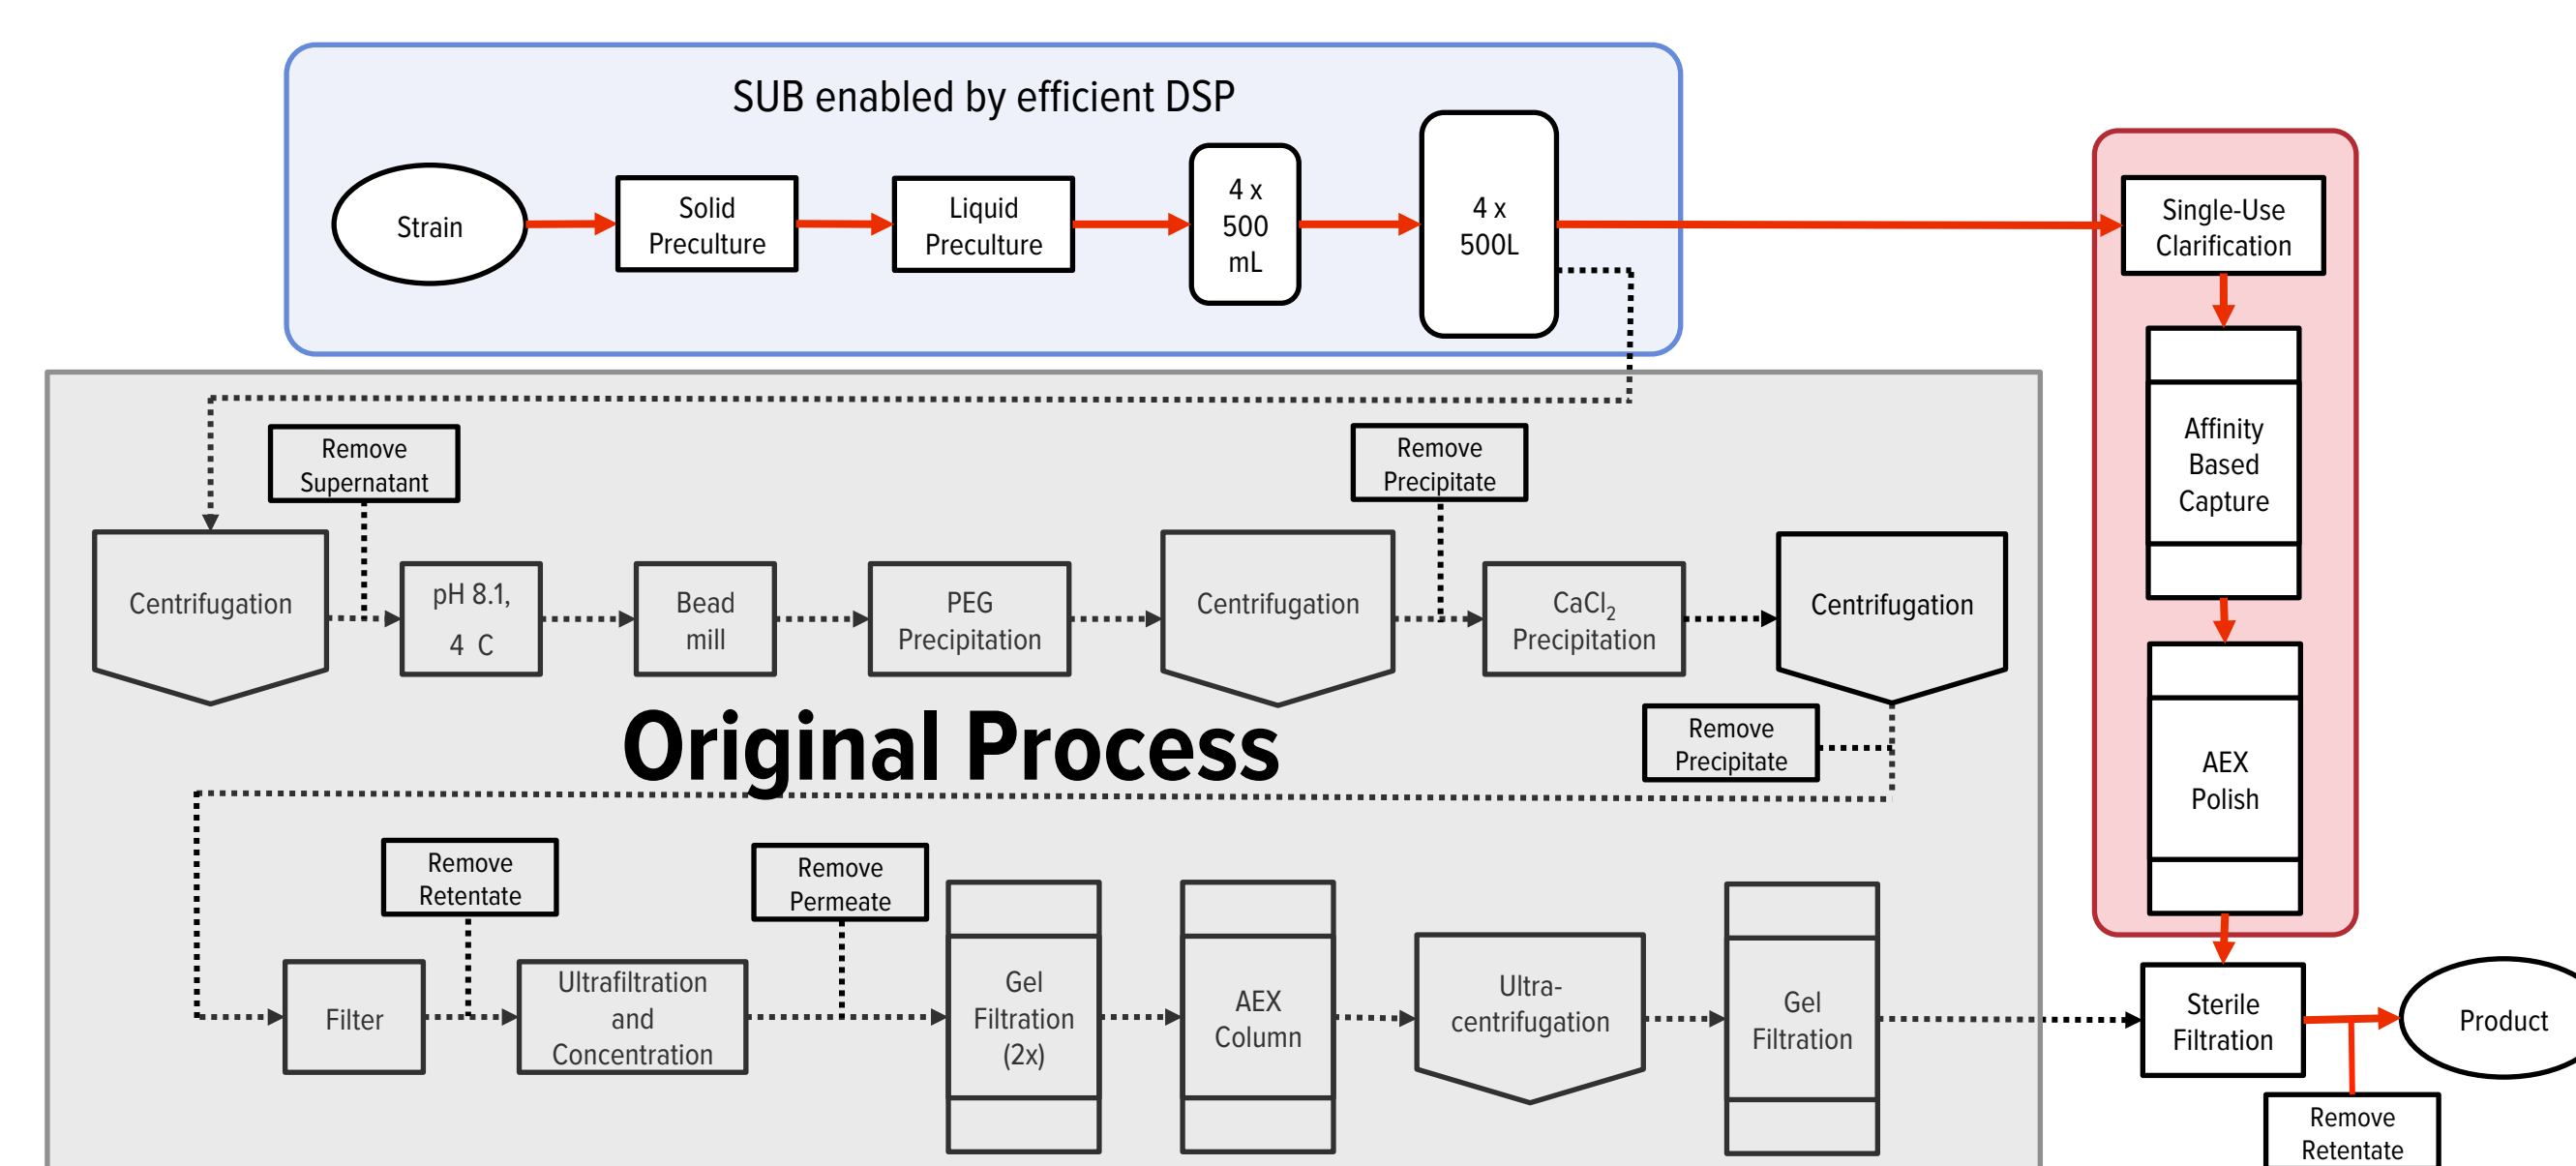 SUB enabled by efficient DSP
Strain
Solid
Preculture
Liquid
Preculture
4 x
500
mL
4 x
500L
Single-Use
Clarification
Affinity
Based
Capture
AEX
Polish
Remove
Supernatant
Remove
Precipitate
Centrifugation
pH 8.1,
4 C
Bead
mill
PEG
Precipitation
Centrifugation
CaCl₂
Precipitation
Centrifugation
Original Process
Remove
Precipitate
Remove
Retentate
Remove
Permeate
Filter
Ultrafiltration
and
Concentration
Gel
Filtration
(2x)
AEX
Column
Ultra-
centrifugation
Gel
Filtration
Sterile
Filtration
Product
Remove
Retentate